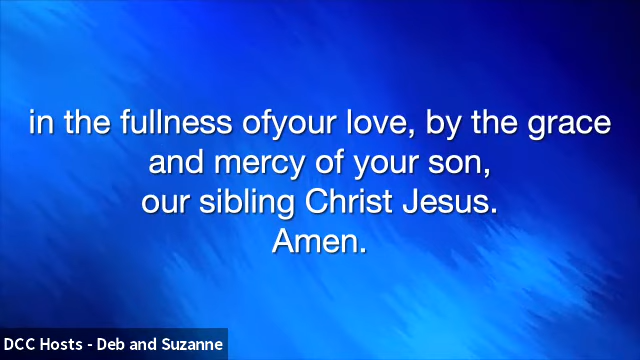 in the fullness ofyour love, by the grace
and mercy of your son,
our sibling Christ Jesus.
Amen.
DCC Hosts - Deb and Suzanne